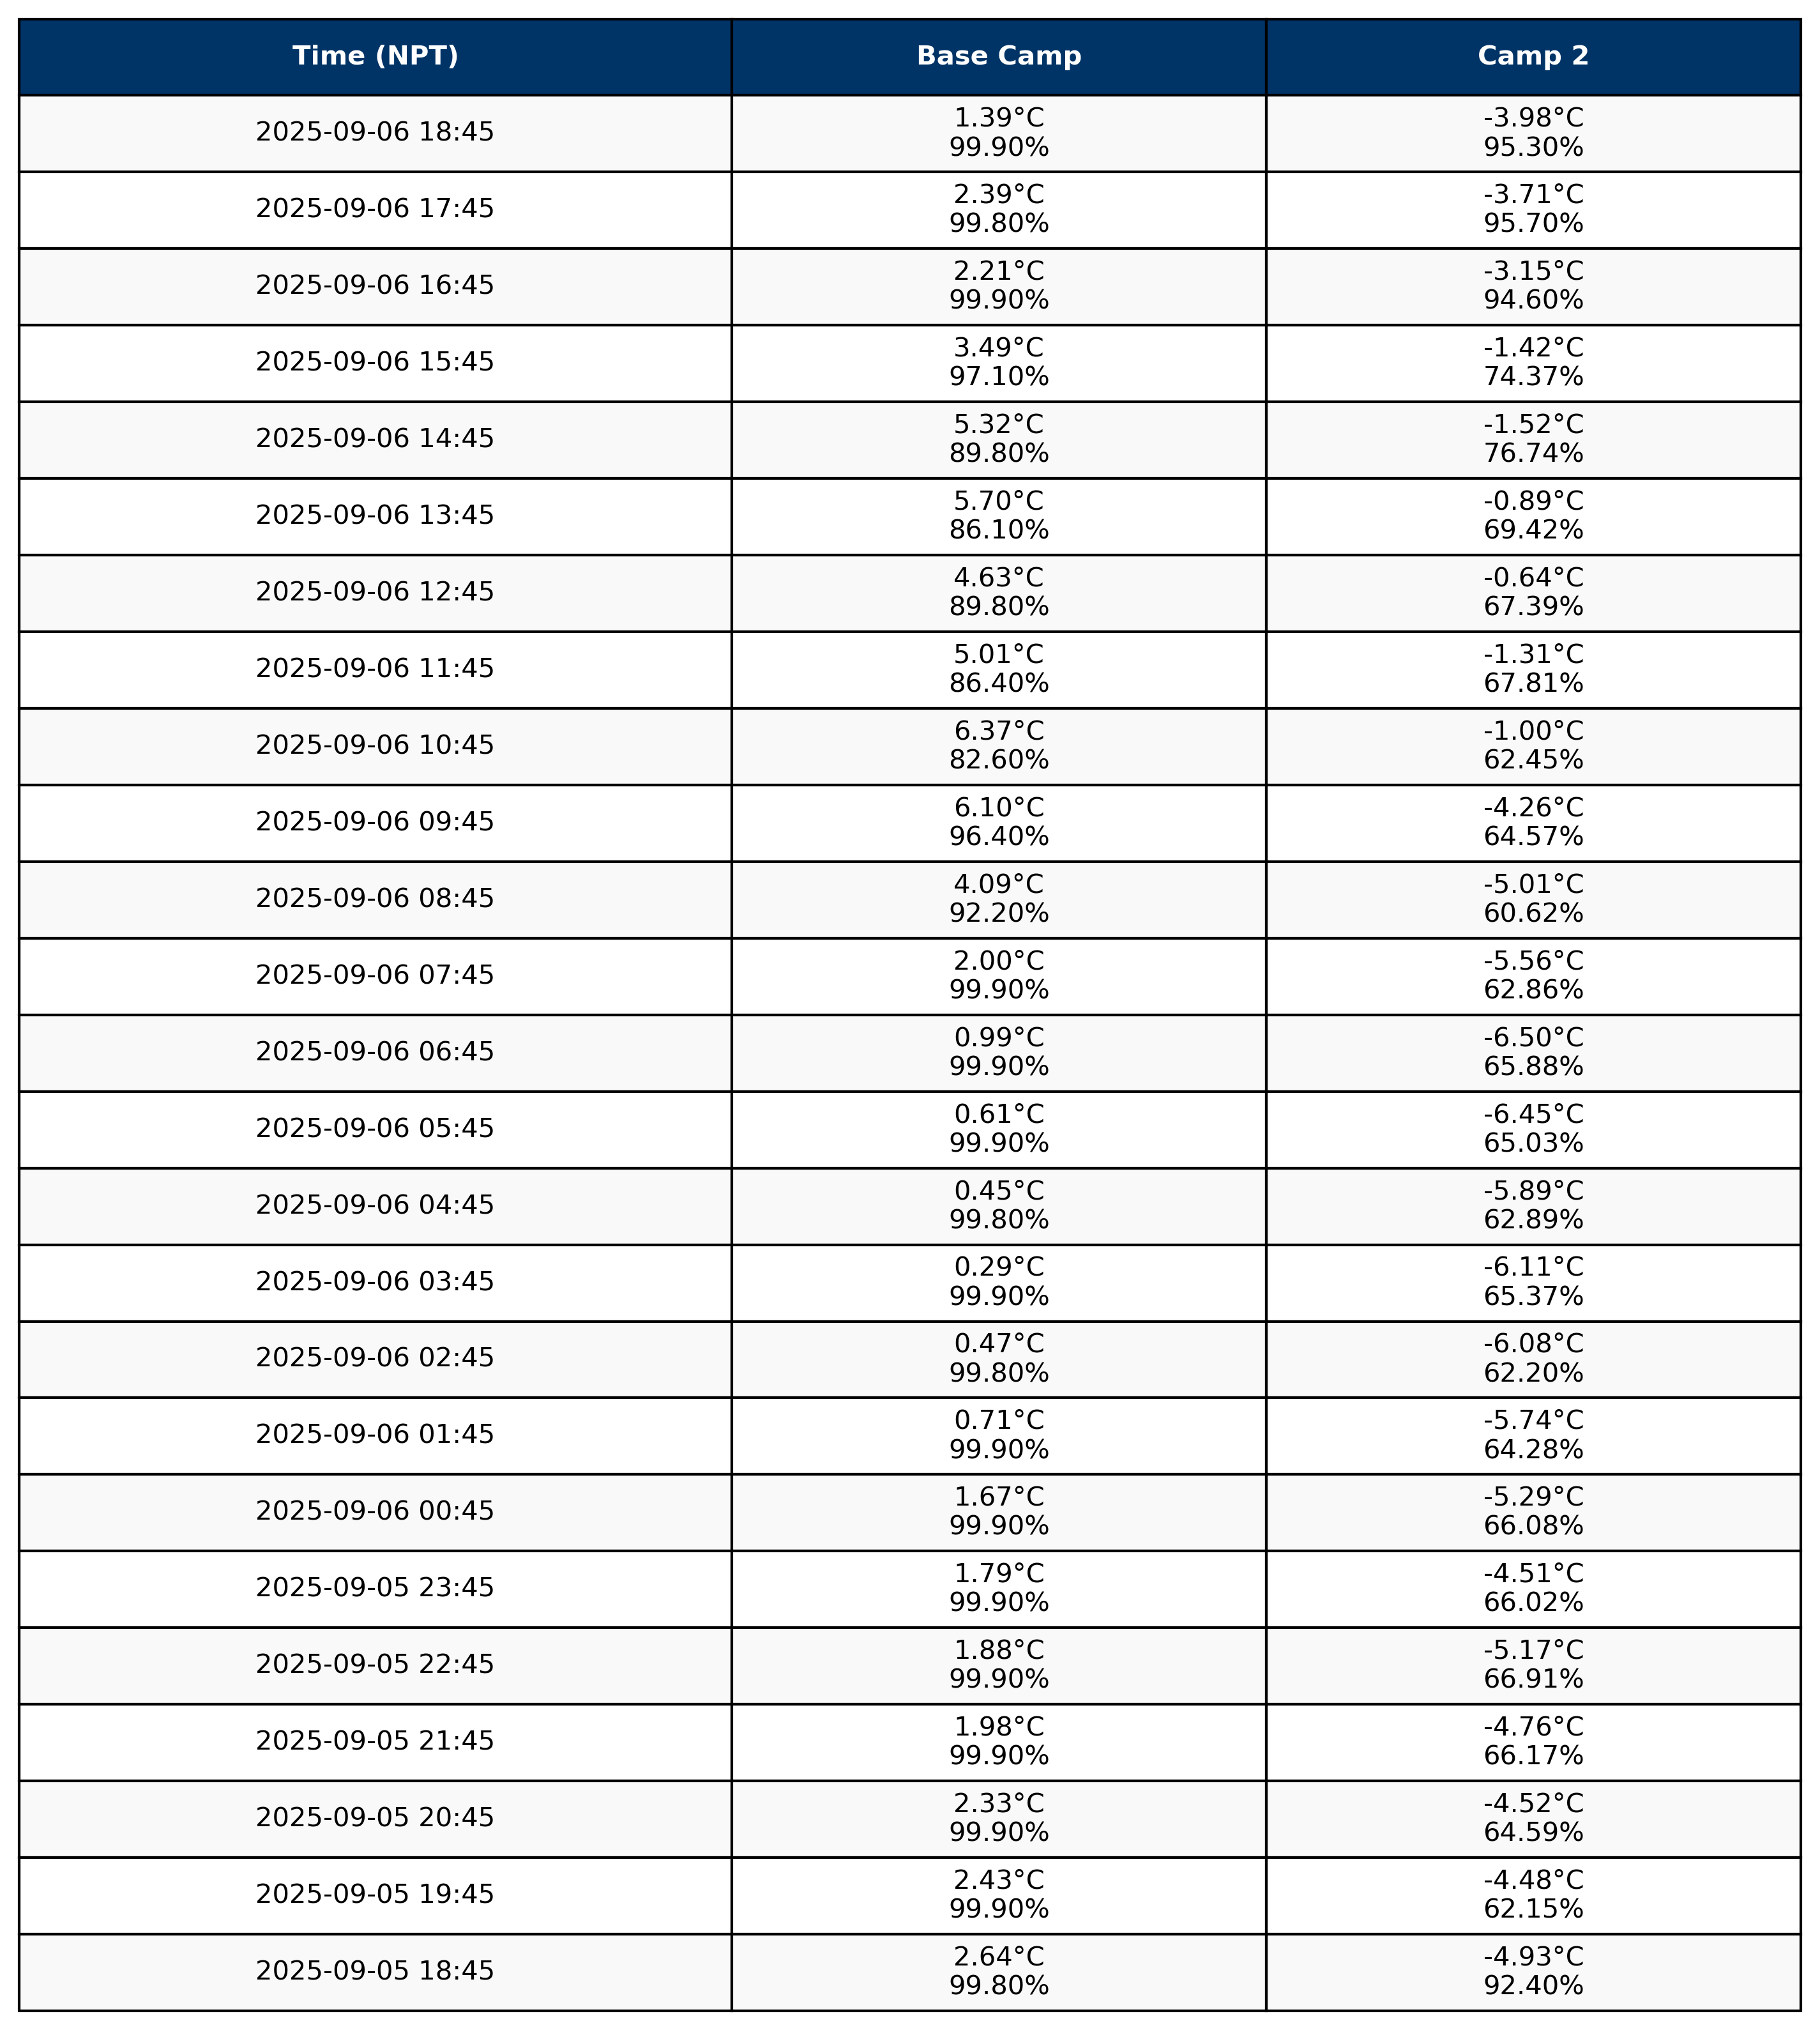 Time (NPT) Base Camp Camp 2
2025-09-06 18:45 1.39°C -3.98°C
99.90% 95.30%
2025-09-06 17:45 2.39°C -3.71°C
99.80% 95.70%
2025-09-06 16:45 2.21°C -3.15°C
99.90% 94.60%
2025-09-06 15:45 3.49°C -1.42°C
97.10% 74.37%
2025-09-06 14:45 5.32°C -1.52°C
89.80% 76.74%
2025-09-06 13:45 5.70°C -0.89°C
86.10% 69.42%
2025-09-06 12:45 4.63°C -0.64°C
89.80% 67.39%
2025-09-06 11:45 5.01°C -1.31°C
86.40% 67.81%
2025-09-06 10:45 6.37°C -1.00°C
82.60% 62.45%
2025-09-06 09:45 6.10°C -4.26°C
96.40% 64.57%
2025-09-06 08:45 4.09°C -5.01°C
92.20% 60.62%
2025-09-06 07:45 2.00°C -5.56°C
99.90% 62.86%
2025-09-06 06:45 0.99°C -6.50°C
99.90% 65.88%
2025-09-06 05:45 0.61°C -6.45°C
99.90% 65.03%
2025-09-06 04:45 0.45°C -5.89°C
99.80% 62.89%
2025-09-06 03:45 0.29°C -6.11°C
99.90% 65.37%
2025-09-06 02:45 0.47°C -6.08°C
99.80% 62.20%
2025-09-06 01:45 0.71°C -5.74°C
99.90% 64.28%
2025-09-06 00:45 1.67°C -5.29°C
99.90% 66.08%
2025-09-05 23:45 1.79°C -4.51°C
99.90% 66.02%
2025-09-05 22:45 1.88°C -5.17°C
99.90% 66.91%
2025-09-05 21:45 1.98°C -4.76°C
99.90% 66.17%
2025-09-05 20:45 2.33°C -4.52°C
99.90% 64.59%
2025-09-05 19:45 2.43°C -4.48°C
99.90% 62.15%
2025-09-05 18:45 2.64°C -4.93°C
99.80% 92.40%